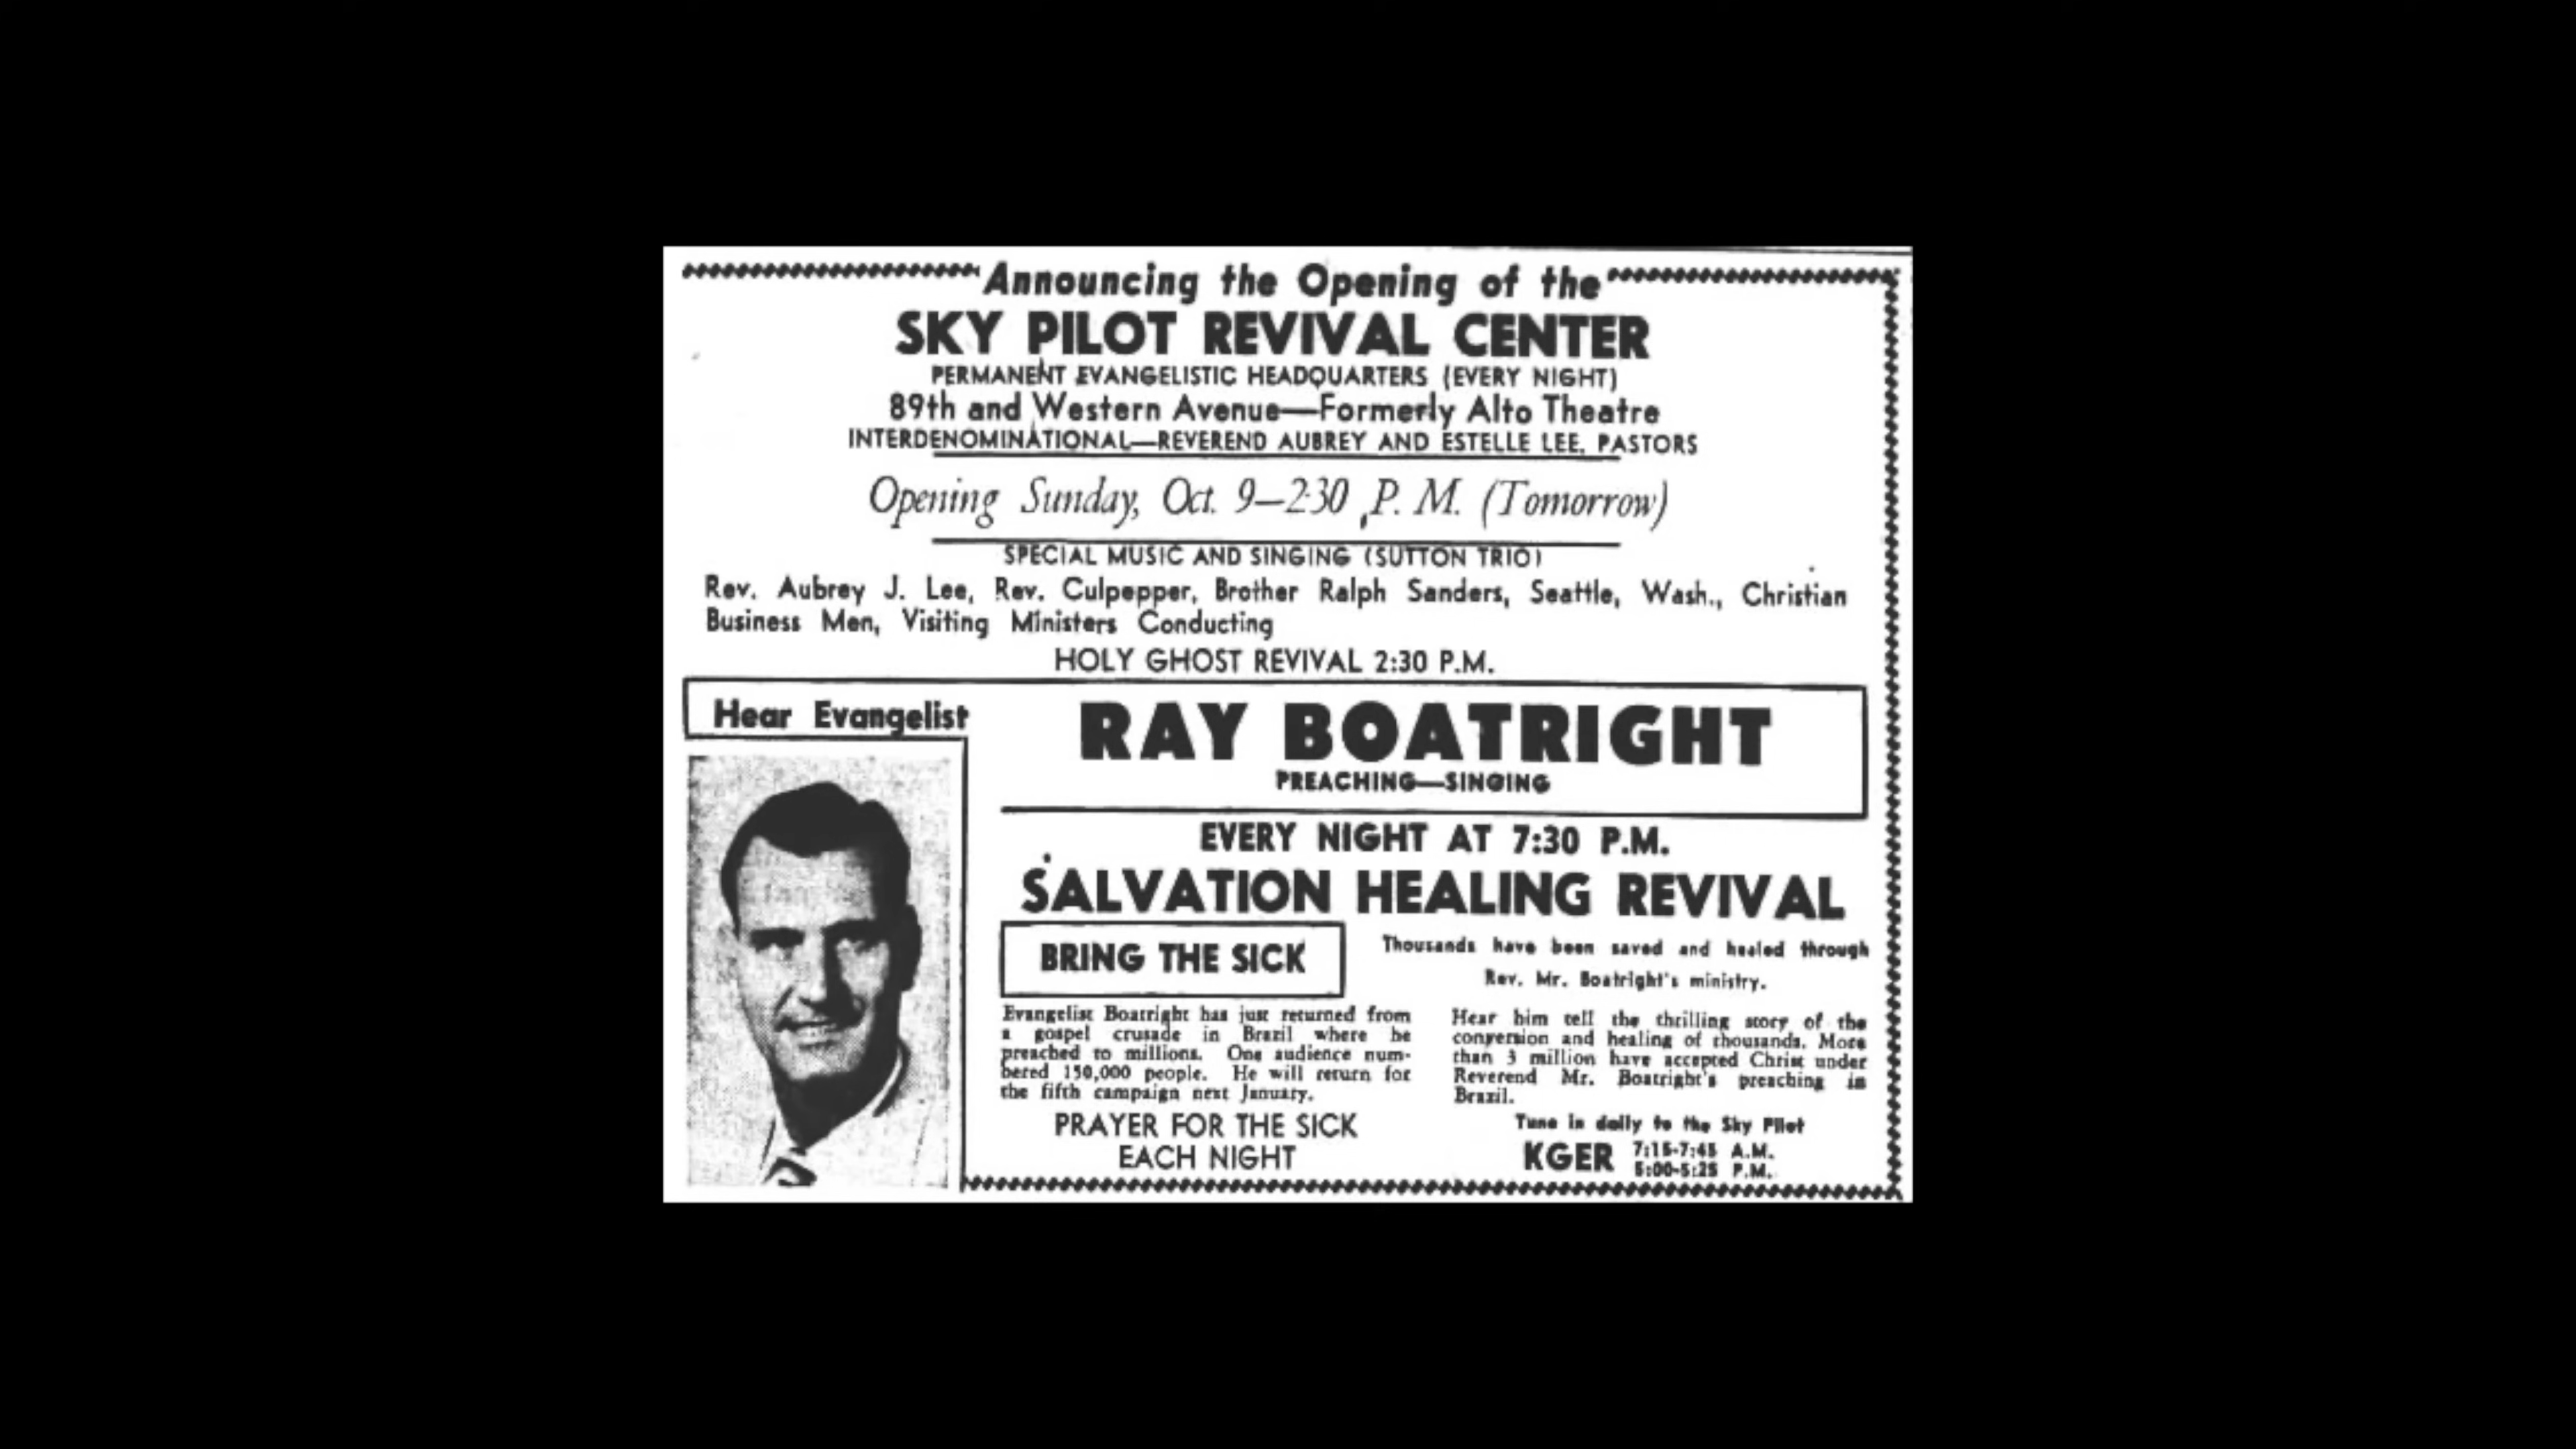 Announcing the Opening of the
SKY PILOT REVIVAL CENTER
PERMANENT EVANGELISTIC HEADQUARTERS (EVERY NIGHT)
89th and Western Avenue—Formerly Alto Theatre
INTERDENOMINATIONAL—REVEREND AUBREY AND ESTELLE LEE, PASTORS
Opening Sunday, Oct. 9—2:30 P. M. (Tomorrow)
SPECIAL MUSIC AND SINGING (SUTTON TRIO)
Rev. Aubrey J. Lee, Rev. Culpepper, Brother Ralph Sanders, Seattle, Wash., Christian
Business Men, Visiting Ministers Conducting
HOLY GHOST REVIVAL 2:30 P.M.
Hear Evangelist
RAY BOATRIGHT
PREACHING—SINGING
EVERY NIGHT AT 7:30 P.M.
SALVATION HEALING REVIVAL
BRING THE SICK
Evangelist Boatright has just returned from
a gospel crusade in Brazil where he
preached to millions. One audience num-
bered 150,000 people. He will return for
the fifth campaign next January.
PRAYER FOR THE SICK
EACH NIGHT
Thousands have been saved and healed through
Rev. Mr. Boatright's ministry.
Hear him tell the thrilling story of the
conversion and healing of thousands. More
than 3 million have accepted Christ under
Reverend Mr. Boatright's preaching in
Brazil.
Tune in daily to the Sky Pilot
KGER 7:15-7:45 A.M.
5:00-5:25 P.M.